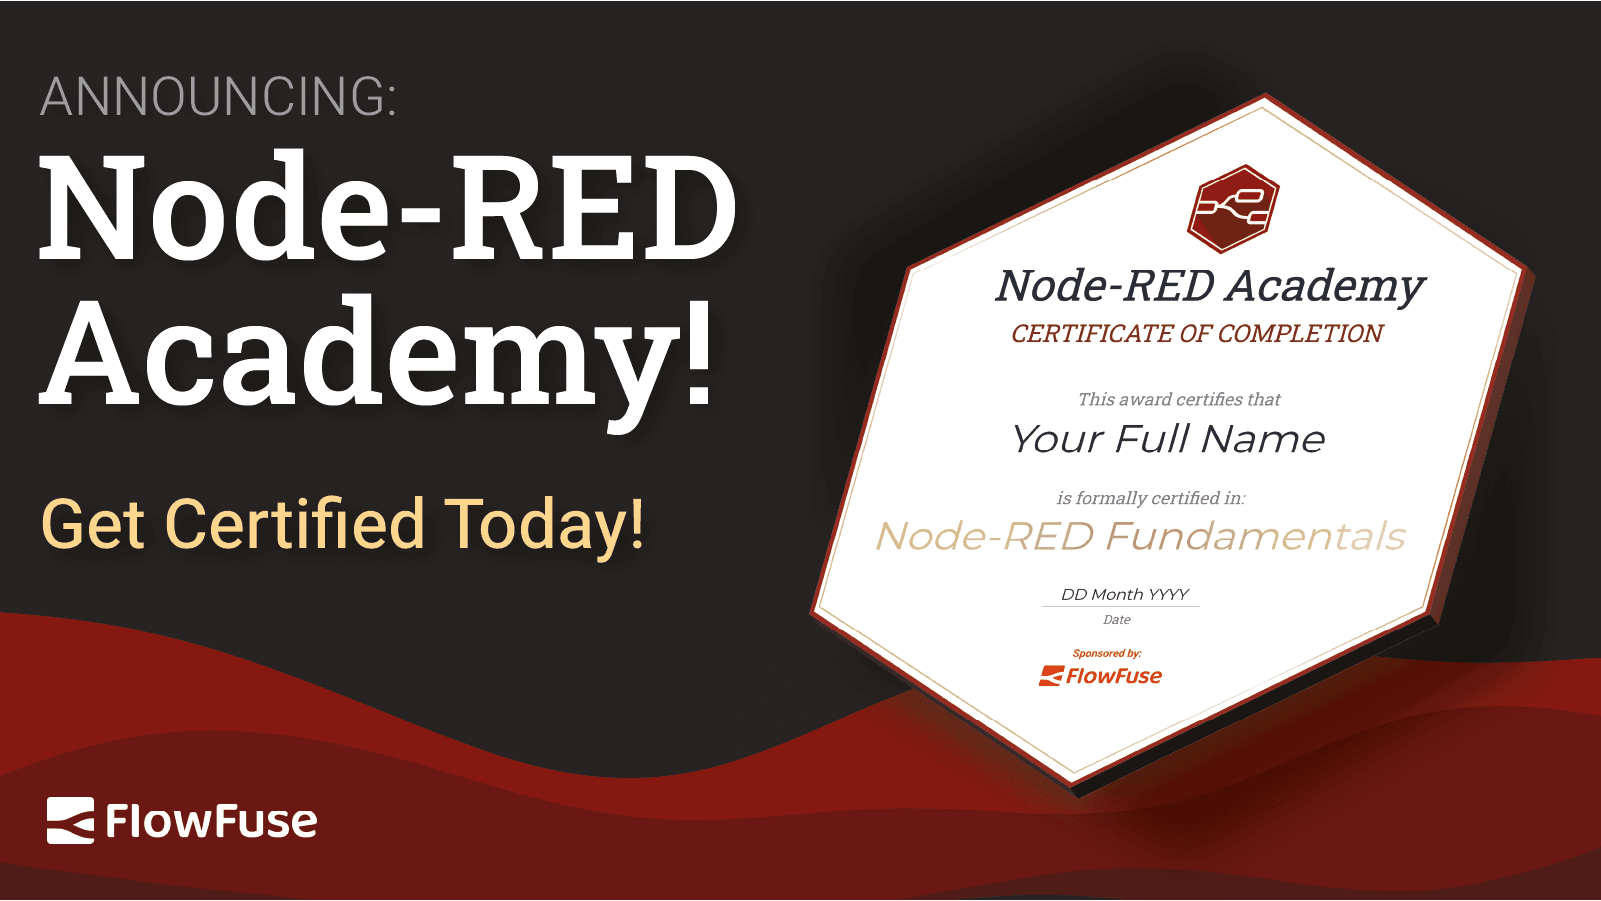 ANNOUNCING:
Node-RED
Academy!
Get Certified Today!
FlowFuse
Node-RED Academy
CERTIFICATE OF COMPLETION
This award certifies that
Your Full Name
is formally certified in:
Node-RED Fundamentals
DD Month YYYY
Date
Sponsored by:
FlowFuse